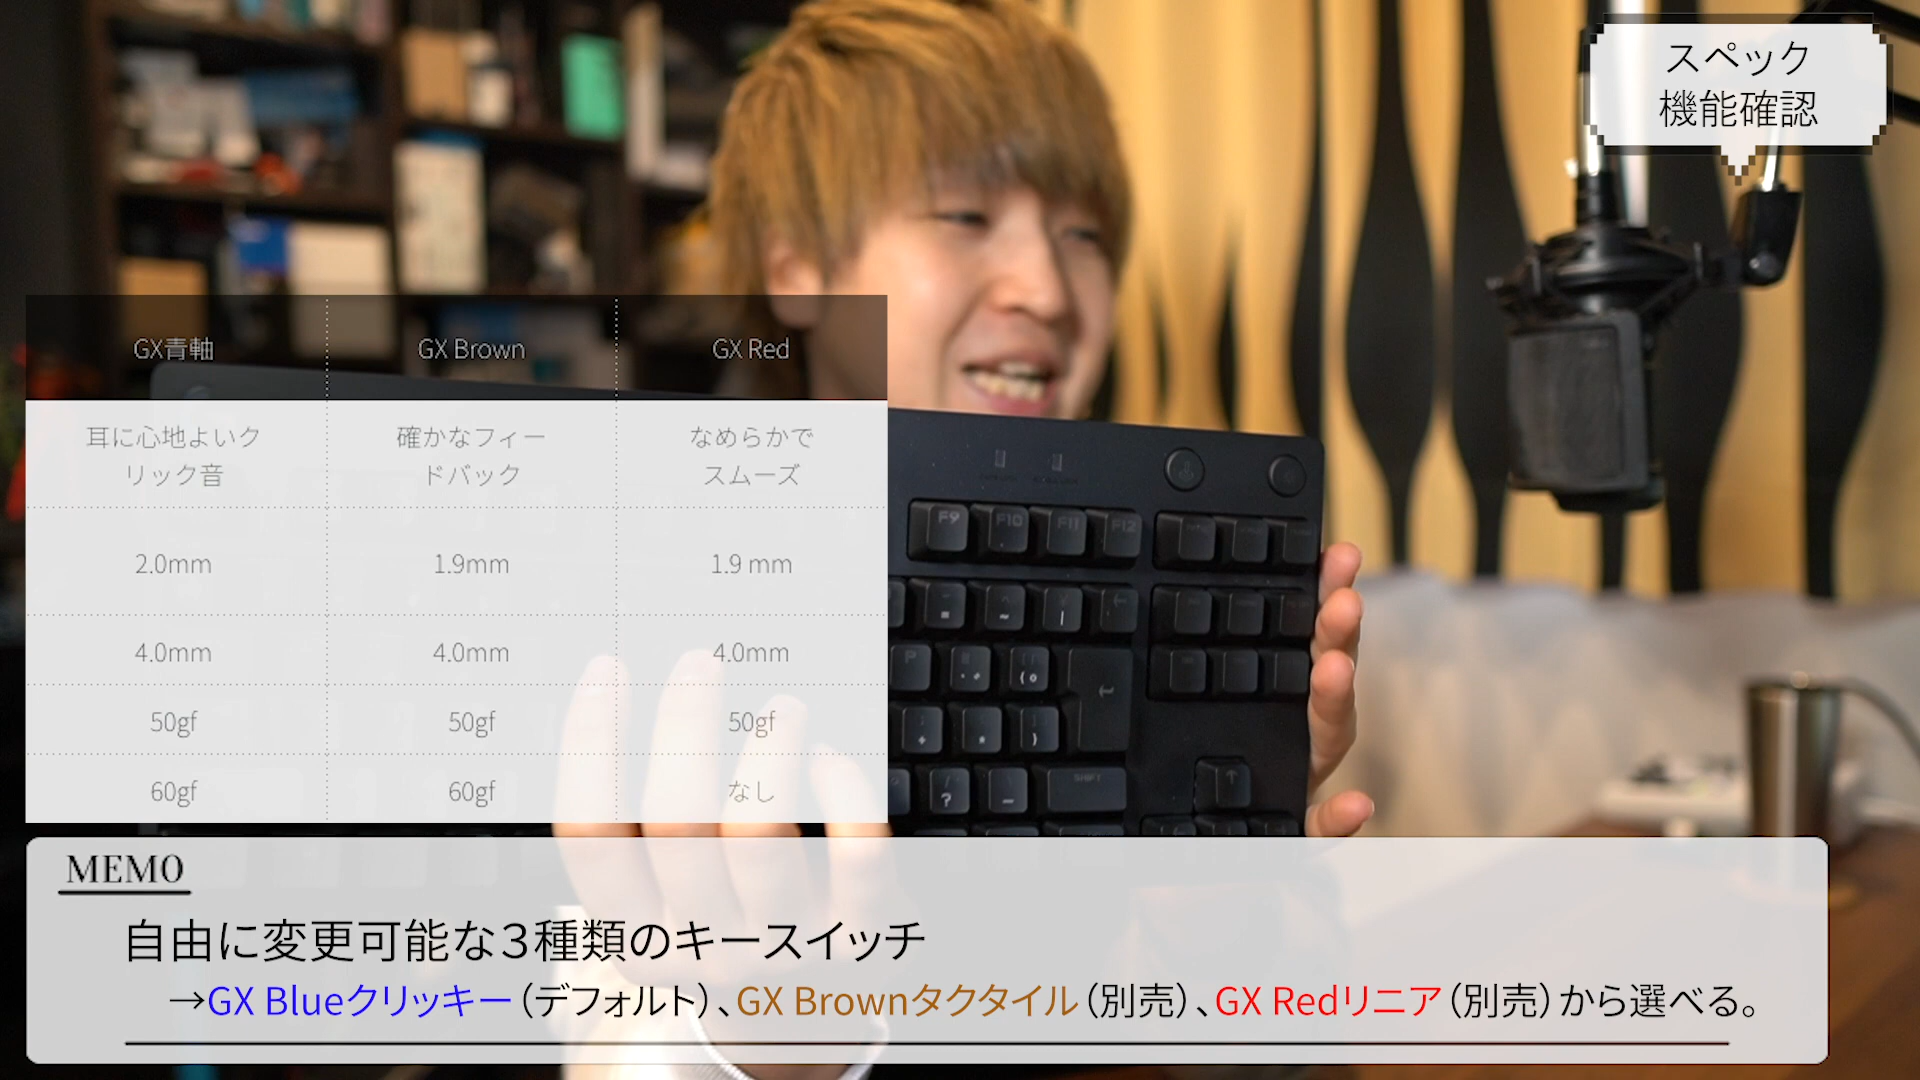 スペック
機能確認
GX青軸 GX Brown GX Red
耳に心地よいク 確かなフィー なめらかで
リック音 ドバック スムーズ
2.0mm 1.9mm 1.9 mm
4.0mm 4.0mm 4.0mm
50gf 50gf 50gf
60gf 60gf なし
F9 F10 F11 F12
P
SHIFT
MEMO
自由に変更可能な３種類のキースイッチ
→GX Blueクリッキー（デフォルト）、GX Brownタクタイル（別売）、GX Redリニア（別売）から選べる。